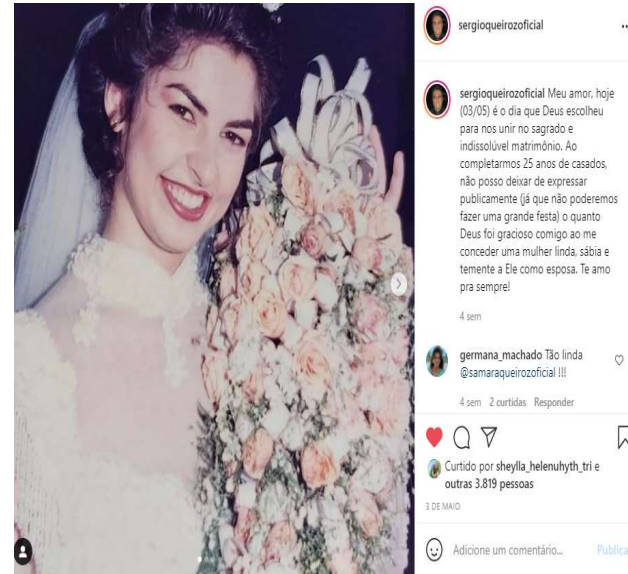 sergioqueirozoficial
sergioqueirozoficial Meu amor, hoje
(03/05) é o dia que Deus escolheu
para nos unir no sagrado e
indissolúvel matrimônio. Ao
completarmos 25 anos de casados,
não posso deixar de expressar
publicamente (já que não poderemos
fazer uma grande festa) o quanto
Deus foi gracioso comigo ao me
conceder uma mulher linda, sábia e
temente a Ele como esposa. Te amo
pra sempre!
4 sem
germana_machado Tão linda
@samaraqueirozoficial !!!
4 sem 2 curtidas Responder
Curtido por sheylla_helenuhyth_tri e
outras 3.819 pessoas
3 DE MAIO
Adicione um comentário... Publica